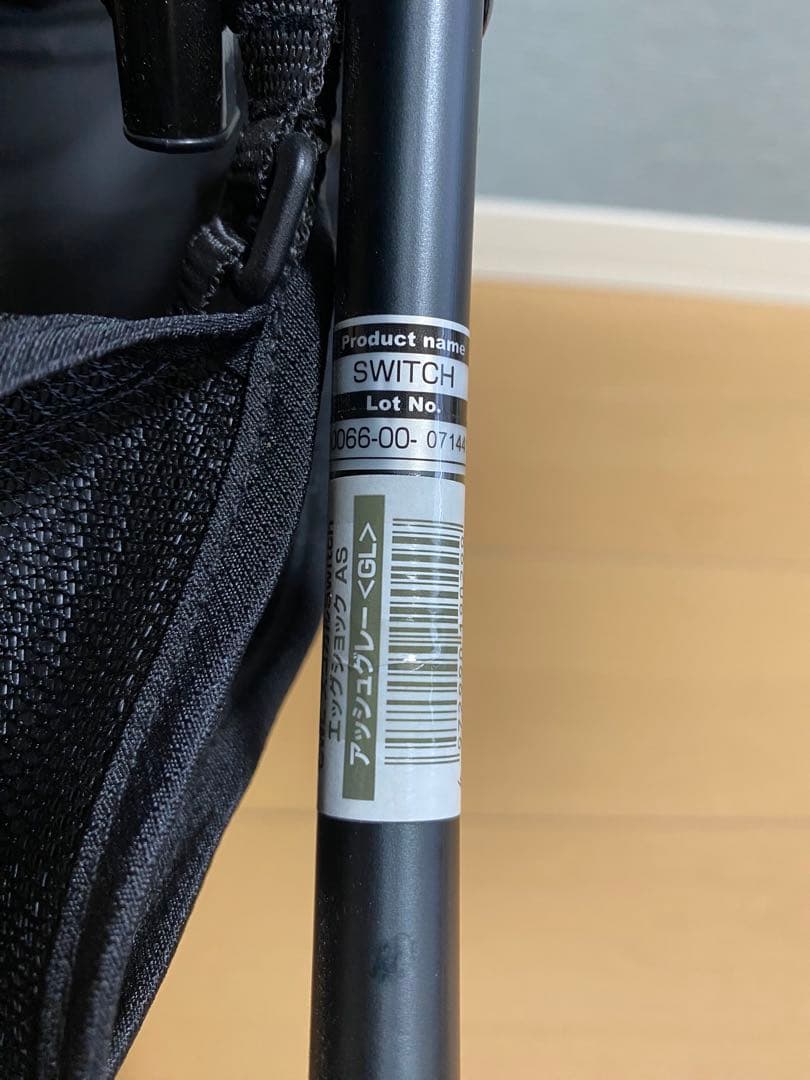 Product name
SWITCH
Lot No.
0066-00- 07144
エッグショック AS
アッシュグレー<GL>